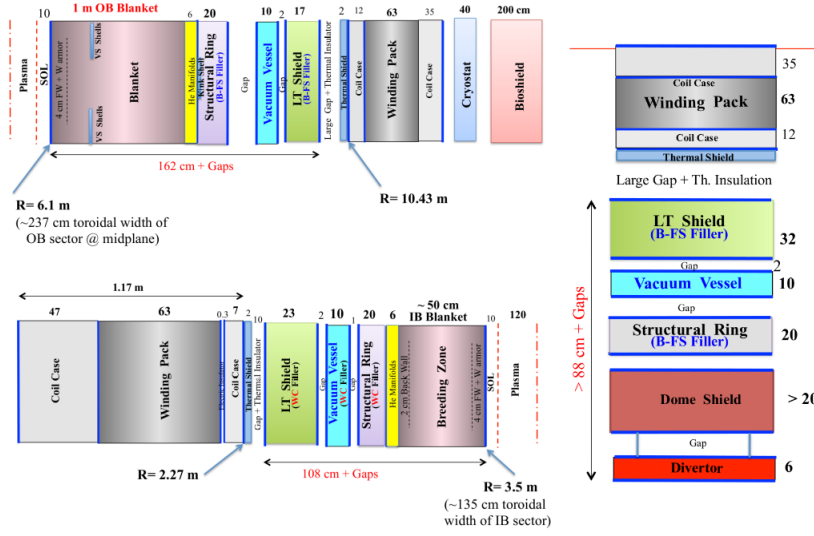 1 m OB Blanket
10
6
20
10
2
17
2
12
63
35
40
200 cm
Plasma
SOL
4 cm FW + W armor
VS Shells
VS Shells
Blanket
He Manifolds
Kink Shell
Structural Ring
(B-FS Filler)
Gap
Vacuum Vessel
Gap
LT Shield
(B-FS Filler)
Large Gap + Thermal Insulator
Thermal Shield
Coil Case
Winding Pack
Coil Case
Cryostat
Bioshield
162 cm + Gaps
R= 6.1 m
(~237 cm toroidal width of
OB sector @ midplane)
R= 10.43 m
1.17 m
47
63
0.3
7
2
10
23
2
10
1
20
6
~ 50 cm
IB Blanket
10
120
Coil Case
Winding Pack
Coil Case
Thermal Shield
Gap + Thermal Insulator
LT Shield
(WC Filler)
Gap
Vacuum Vessel
(WC Filler)
Gap
Structural Ring
(WC Filler)
He Manifolds
2 cm Back Wall
Breeding Zone
4 cm FW + W armor
SOL
Plasma
R= 2.27 m
108 cm + Gaps
R= 3.5 m
(~135 cm toroidal
width of IB sector)
35
Coil Case
Winding Pack
63
Coil Case
12
Thermal Shield
Large Gap + Th. Insulation
> 88 cm + Gaps
LT Shield
(B-FS Filler)
32
Gap
2
Vacuum Vessel
10
Gap
Structural Ring
(B-FS Filler)
20
Dome Shield
> 20
Gap
Divertor
6